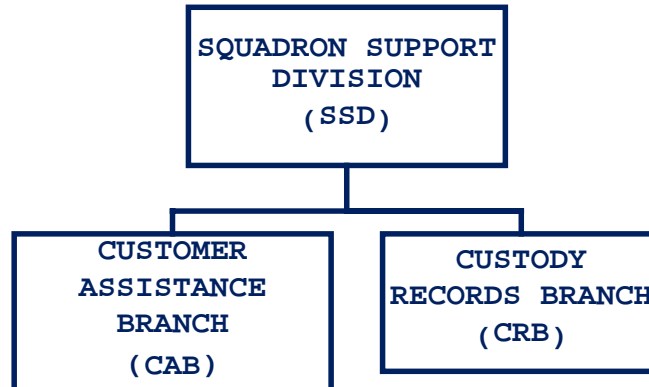 SQUADRON SUPPORT
DIVISION
(SSD)
CUSTOMER
ASSISTANCE
BRANCH
(CAB)
CUSTODY
RECORDS BRANCH
(CRB)